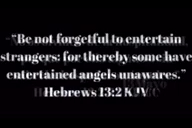 "Be not forgetful to entertain
strangers: for thereby some have
entertained angels unawares."
Hebrews 13:2 KJV